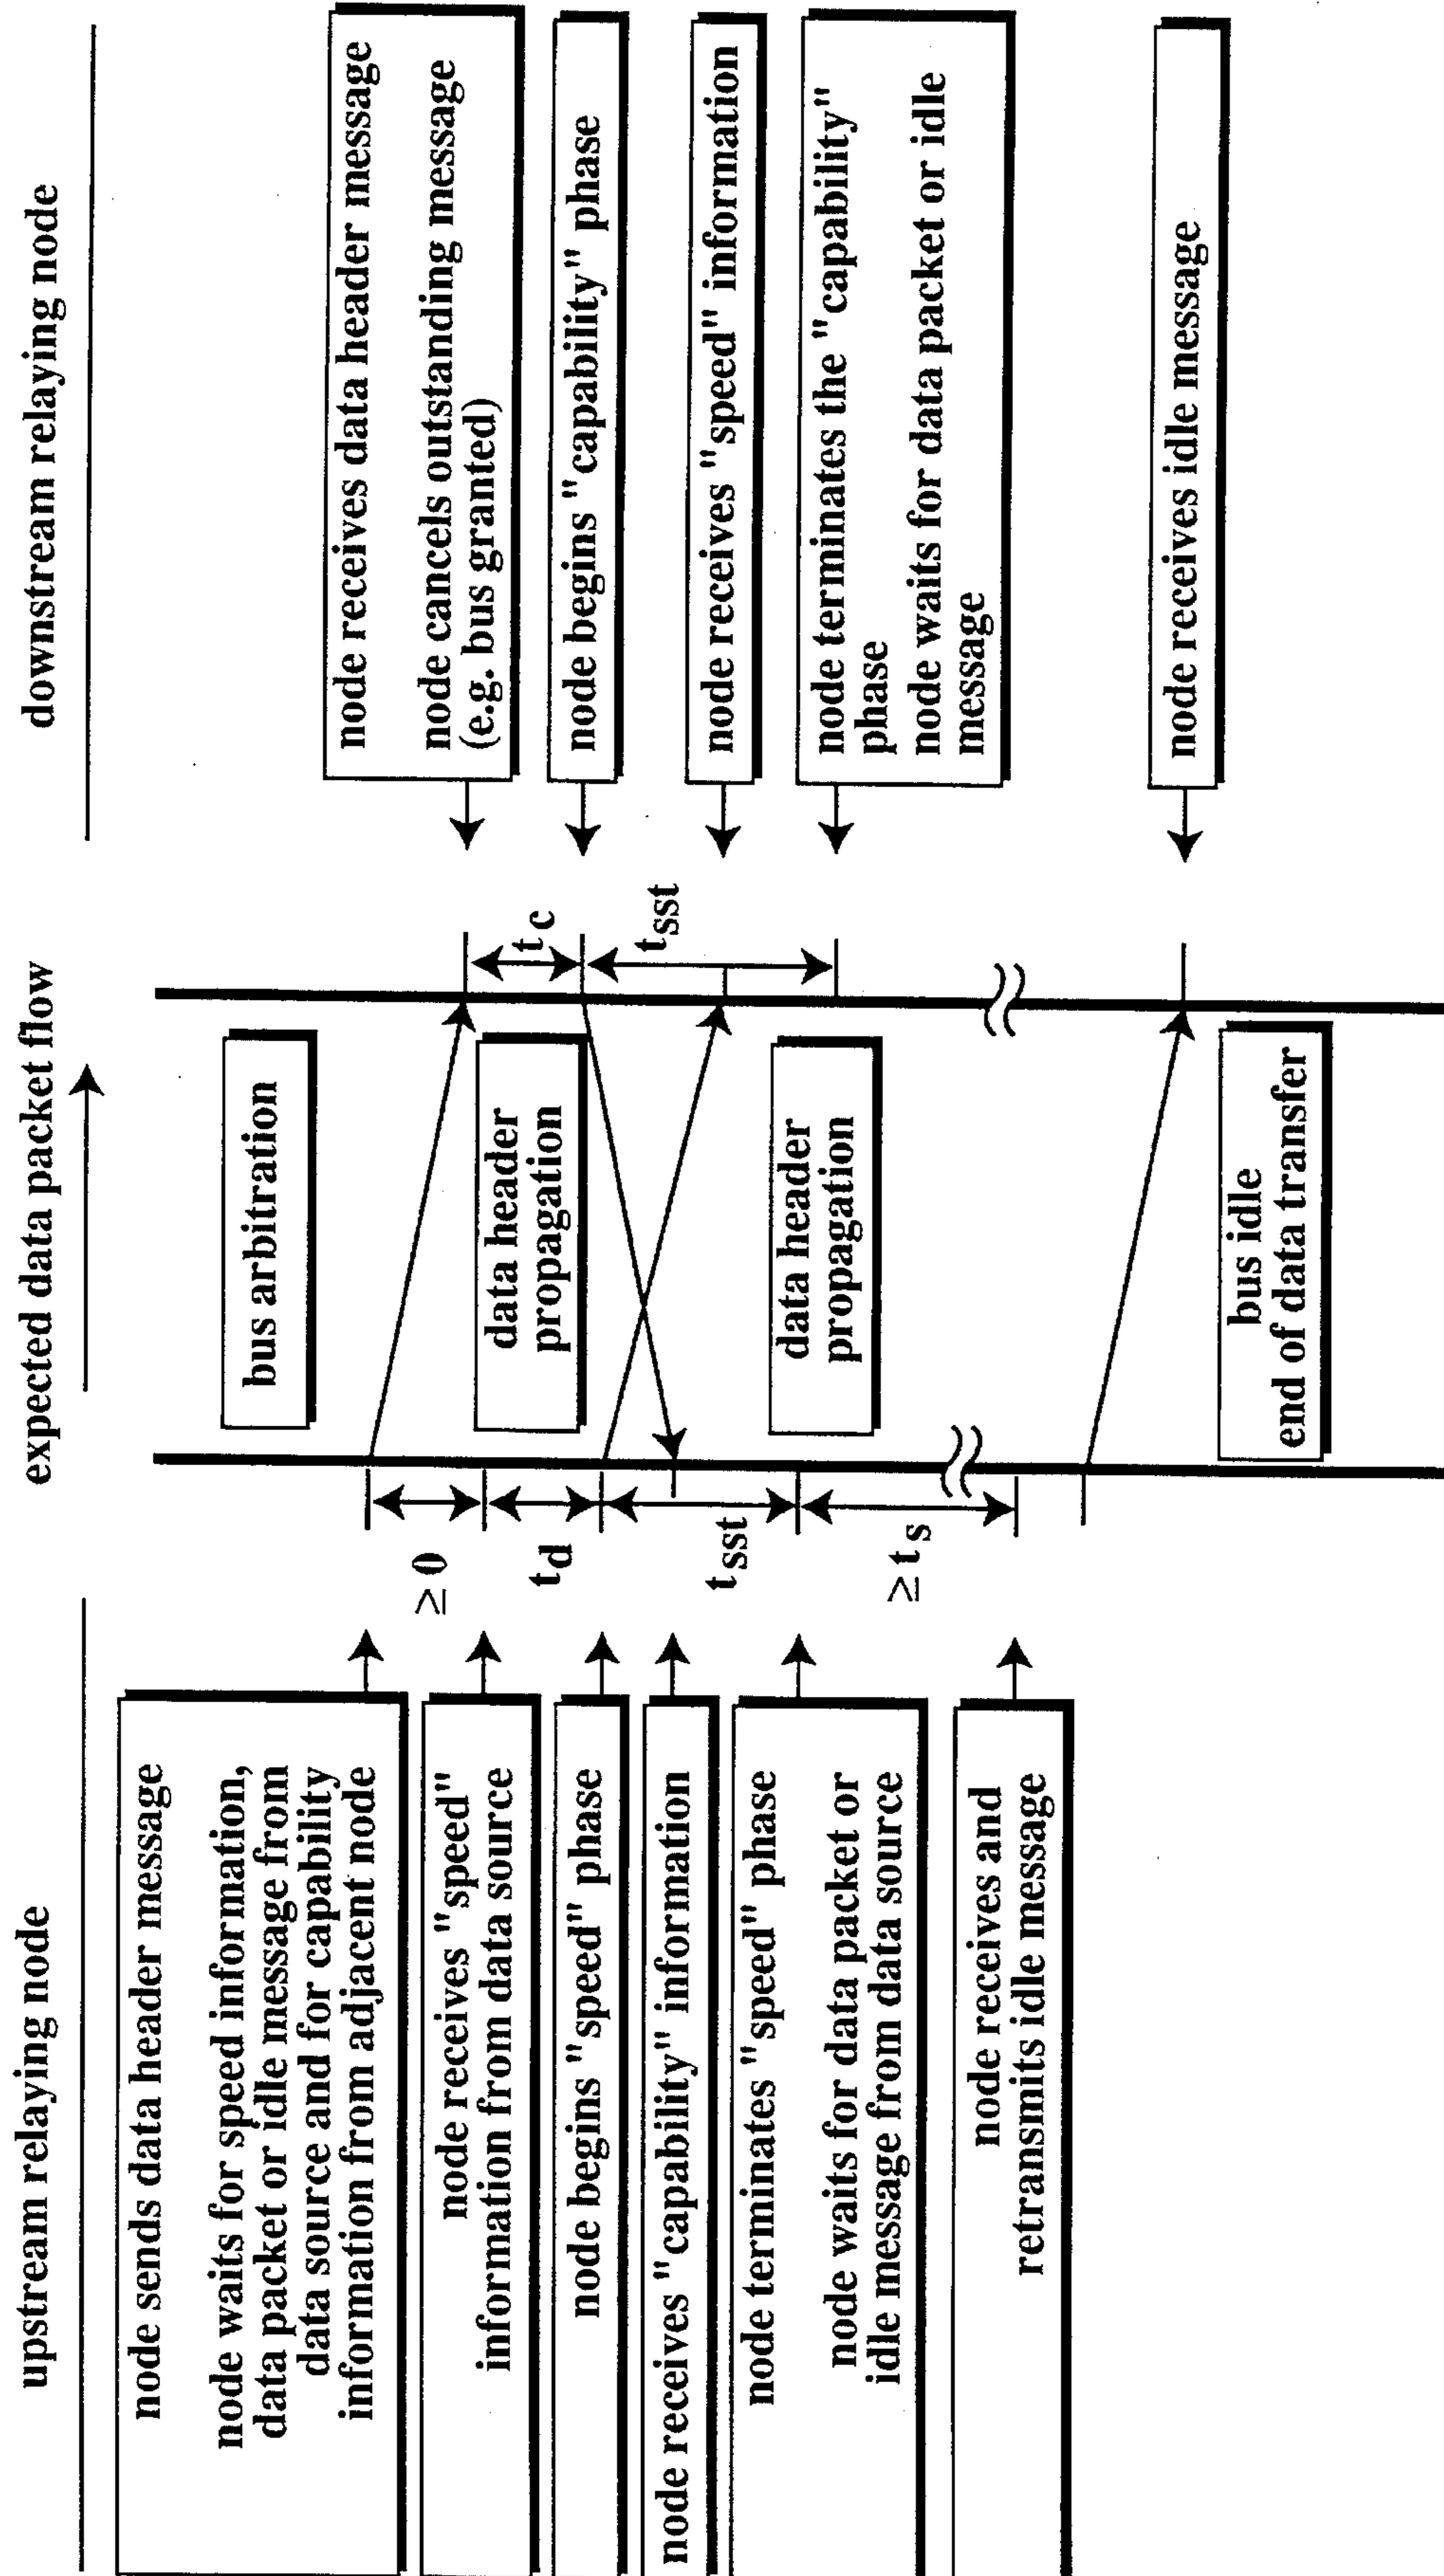 upstream relaying node
expected data packet flow
downstream relaying node
node sends data header message
node waits for speed information,
data packet or idle message from
data source and for capability
information from adjacent node
node receives "speed"
information from data source
node begins "speed" phase
node receives "capability" information
node terminates "speed" phase
node waits for data packet or
idle message from data source
node receives and
retransmits idle message
≥ 0
t d
t sst
≥ t s
bus arbitration
data header
propagation
data header
propagation
bus idle
end of data transfer
t c
t sst
node receives data header message
node cancels outstanding message
(e.g. bus granted)
node begins "capability" phase
node receives "speed" information
node terminates the "capability"
phase
node waits for data packet or idle
message
node receives idle message